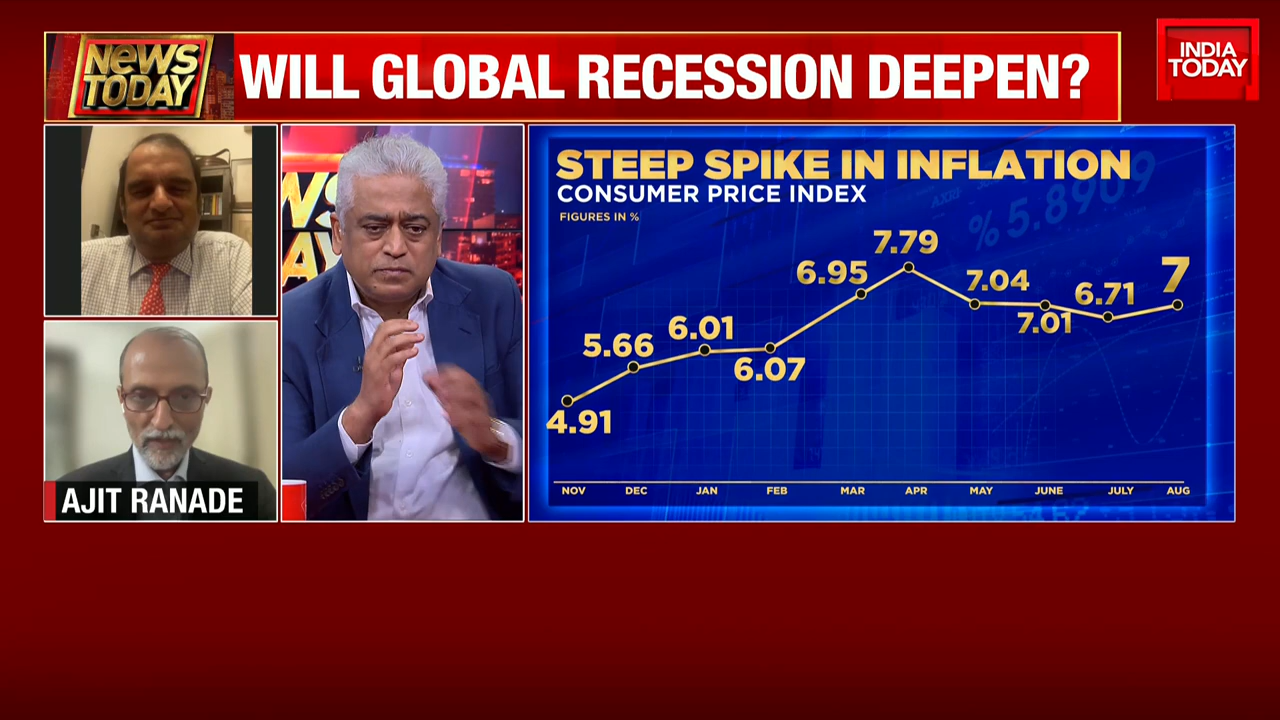 NEWS
TODAY
WILL GLOBAL RECESSION DEEPEN?
INDIA
TODAY
AJIT RANADE
STEEP SPIKE IN INFLATION
CONSUMER PRICE INDEX
FIGURES IN %
% 5.8909
4.91
5.66
6.01
6.07
6.95
7.79
7.04
7.01
6.71
7
NOV DEC JAN FEB MAR APR MAY JUNE JULY AUG